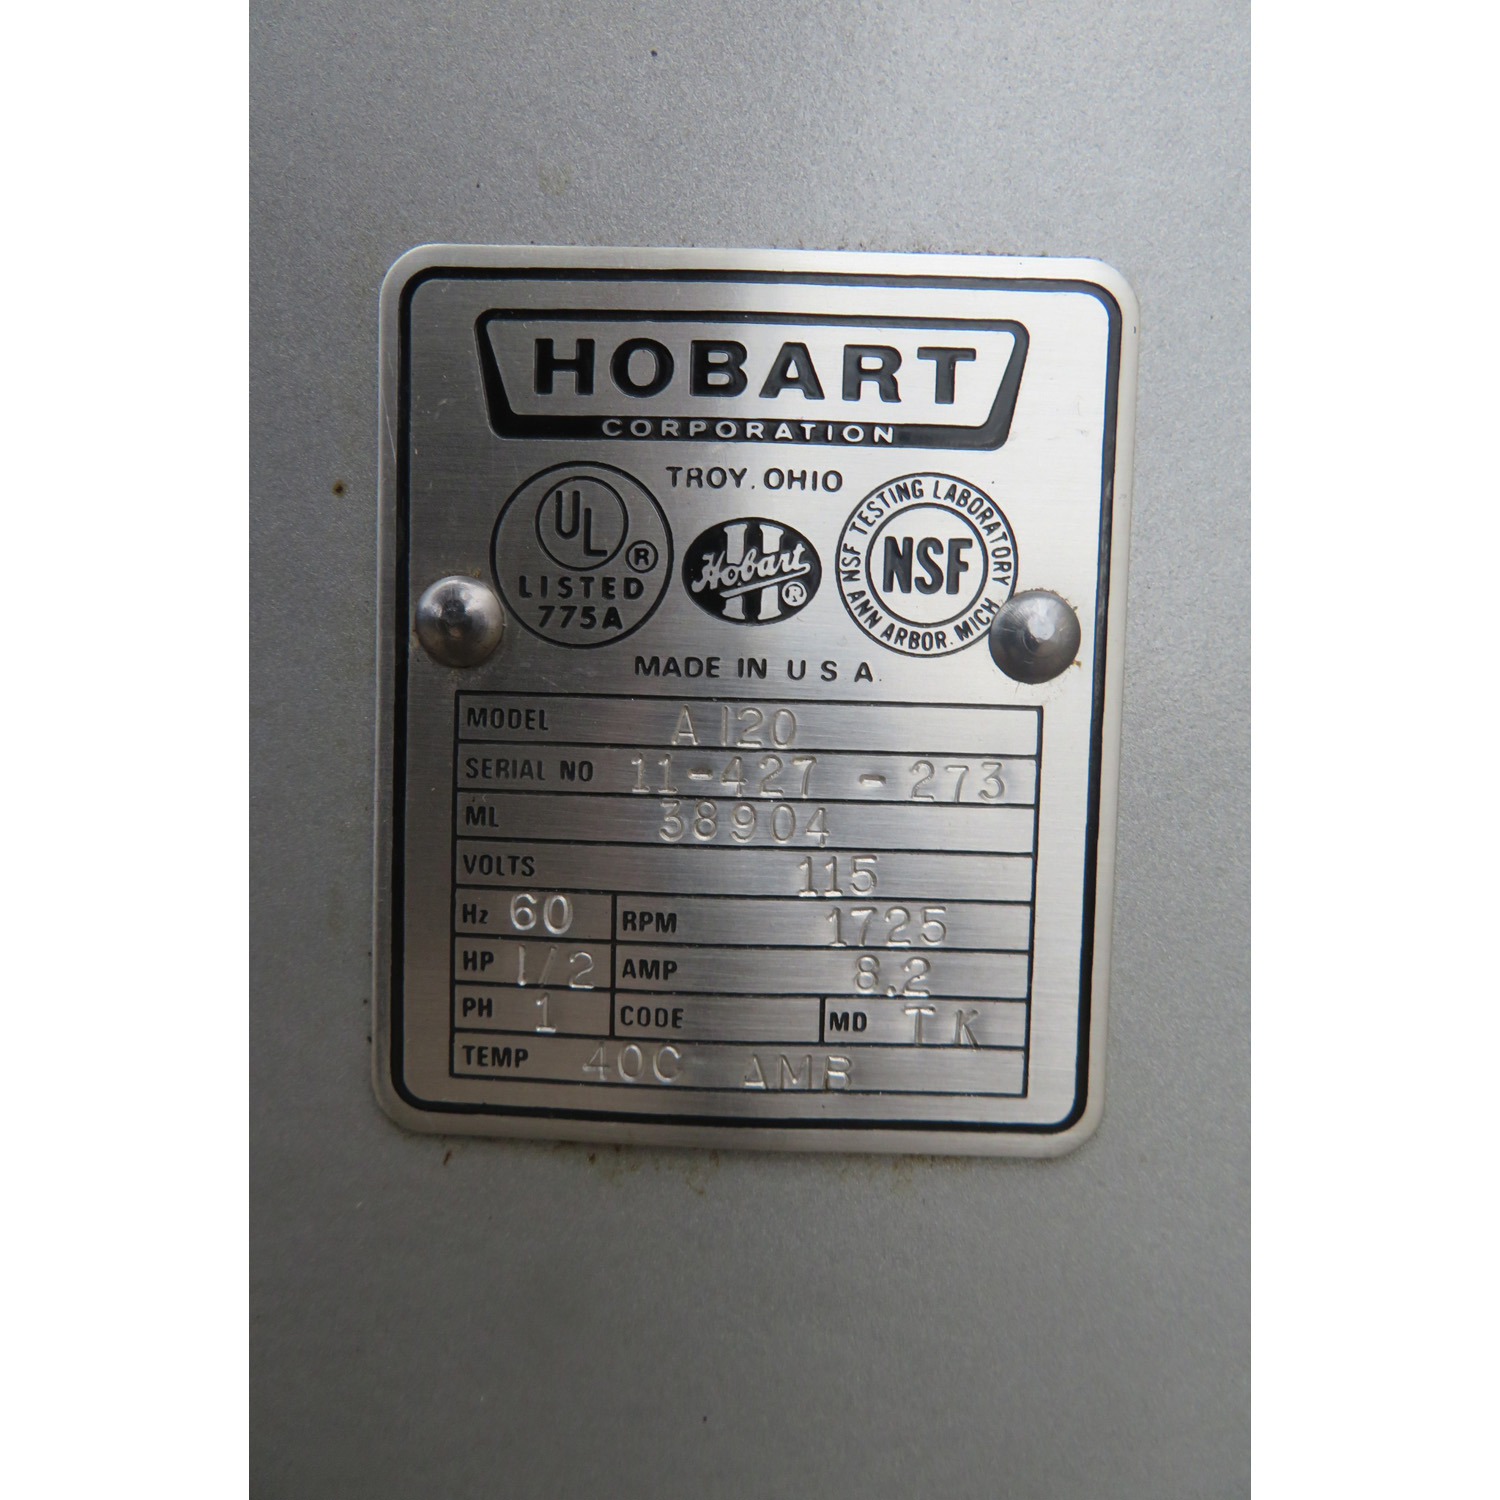 HOBART
CORPORATION
TROY, OHIO
UL
®
LISTED
775A
Hobart
®
NSF TESTING LABORATORY
NSF
ANN ARBOR. MICH
MADE IN U S A.
MODEL A120
SERIAL NO 11-427 - 273
ML 38904
VOLTS 115
Hz 60 RPM 1725
HP 1/2 AMP 8.2
PH 1 CODE MD TK
TEMP 40C AMB